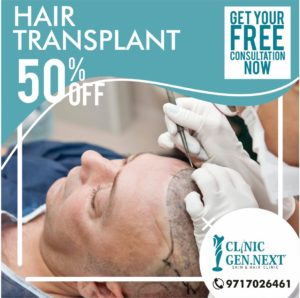 HAIR
TRANSPLANT
50% OFF
GET YOUR
FREE
CONSULTATION
NOW
CLINIC
GEN.NEXT
SKIN & HAIR CLINIC
9717026461